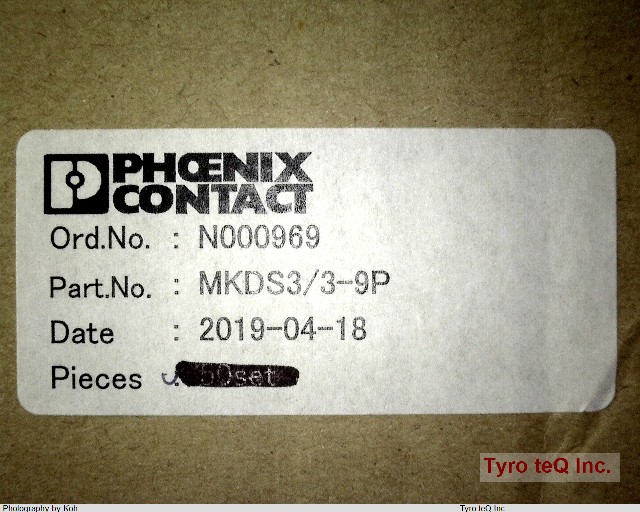 PHŒNIX
CONTACT
Ord.No. : N000969
Part.No. : MKDS3/3-9P
Date : 2019-04-18
Pieces : 50set
Tyro teQ Inc.
Photography by Koh Tyro teQ Inc